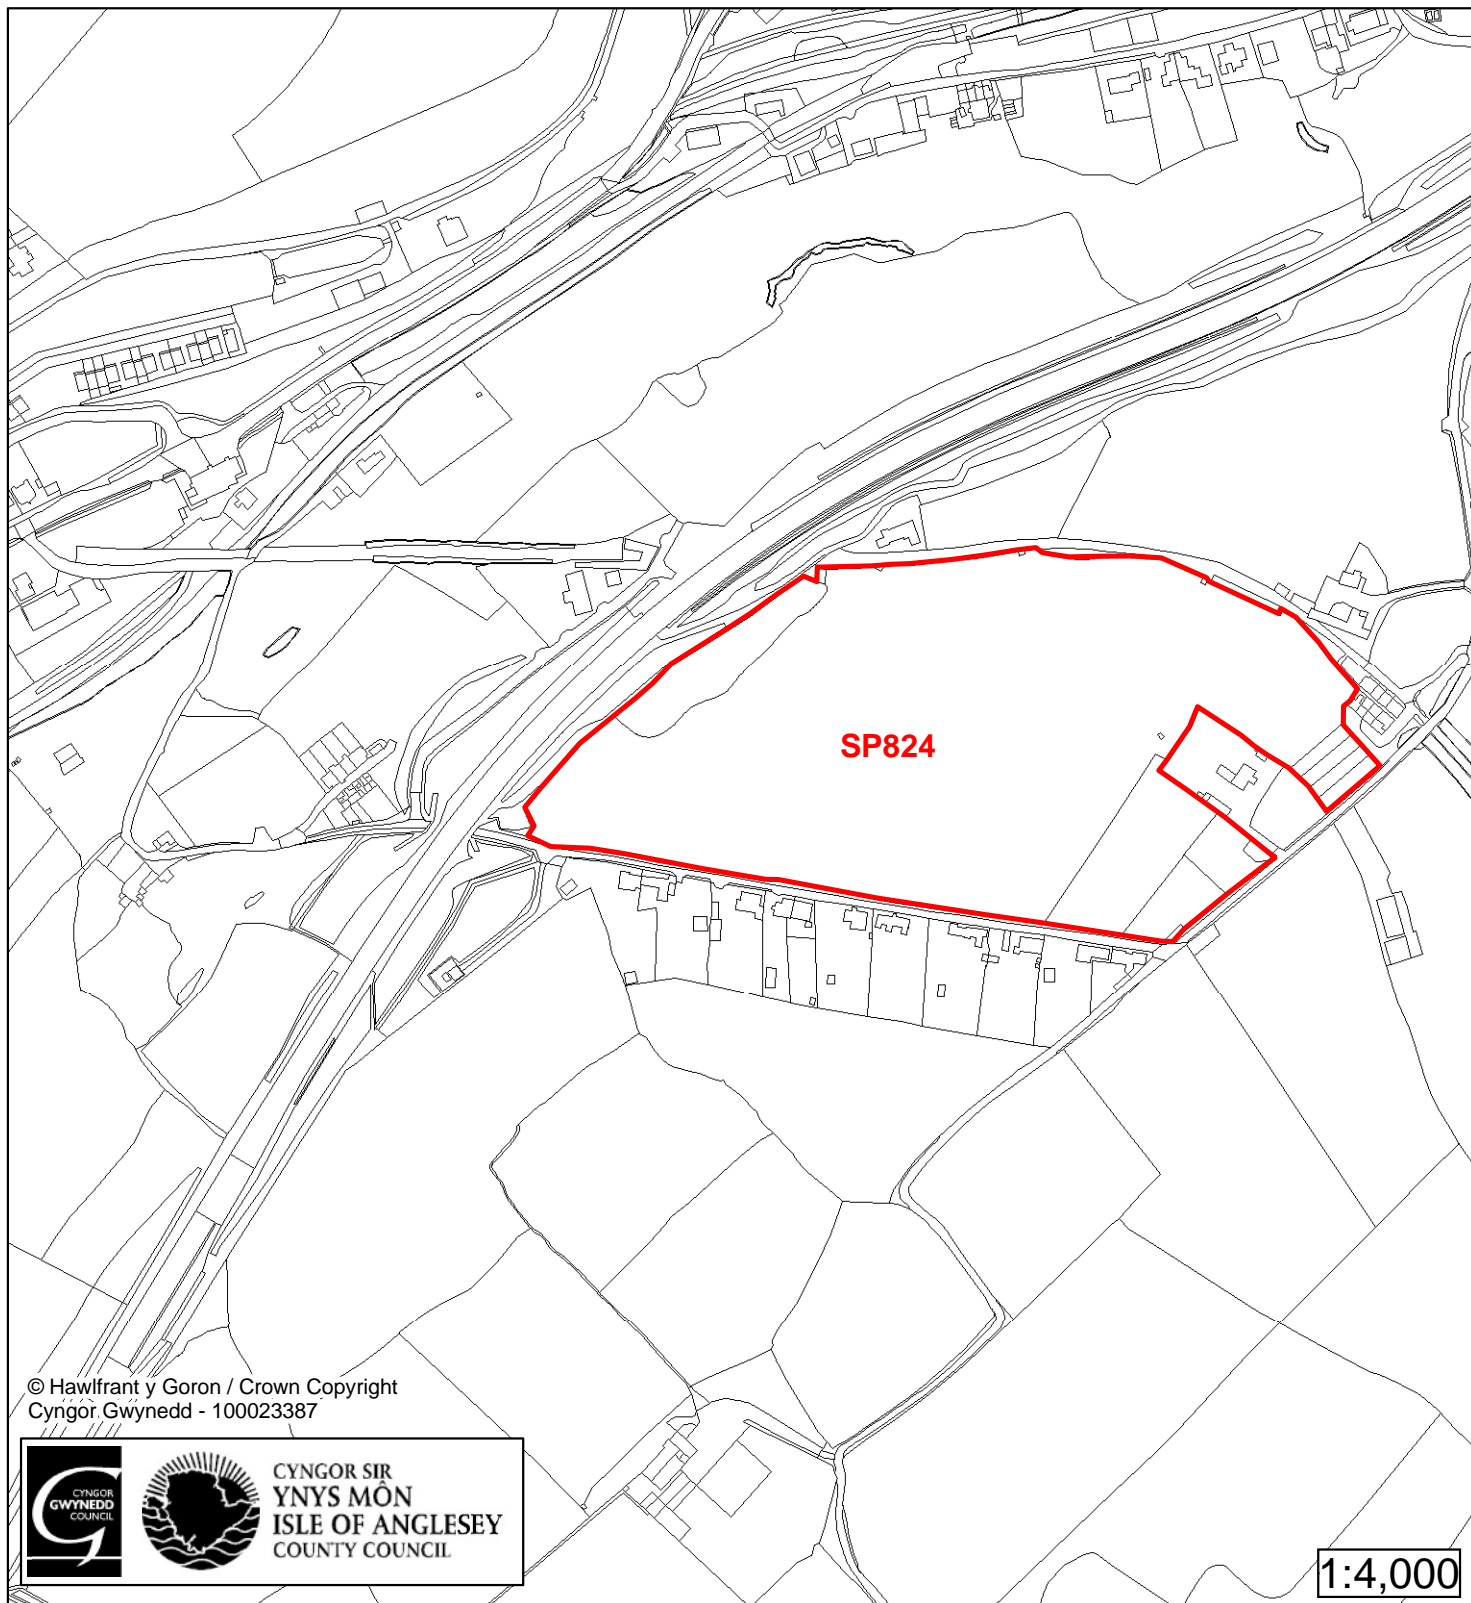 SP824
© Hawlfrant y Goron / Crown Copyright
Cyngor Gwynedd - 100023387
CYNGOR
GWYNEDD
COUNCIL
CYNGOR SIR
YNYS MÔN
ISLE OF ANGLESEY
COUNTY COUNCIL
1:4,000